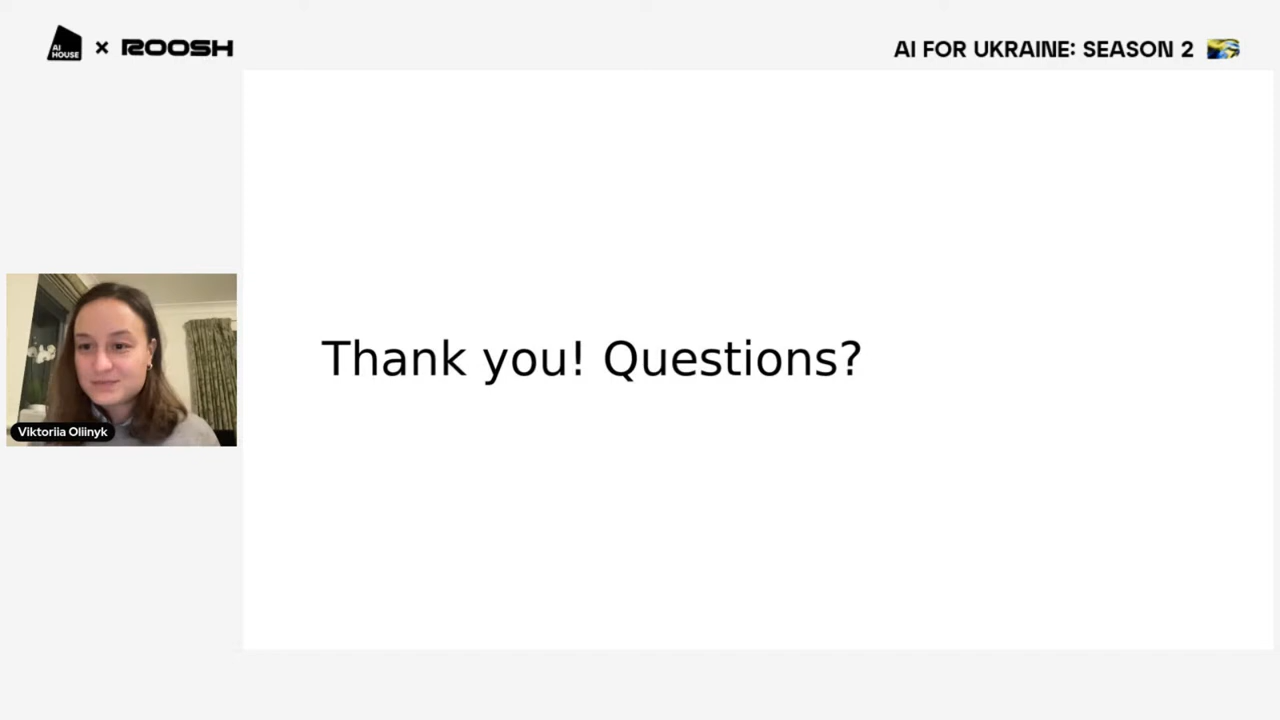 AI HOUSE × ROOSH
AI FOR UKRAINE: SEASON 2
Thank you! Questions?
Viktoriia Oliinyk